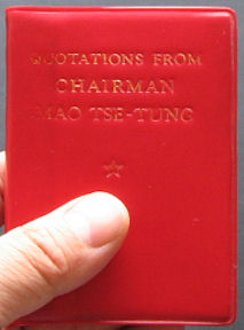 QUOTATIONS FROM
CHAIRMAN
MAO TSE-TUNG